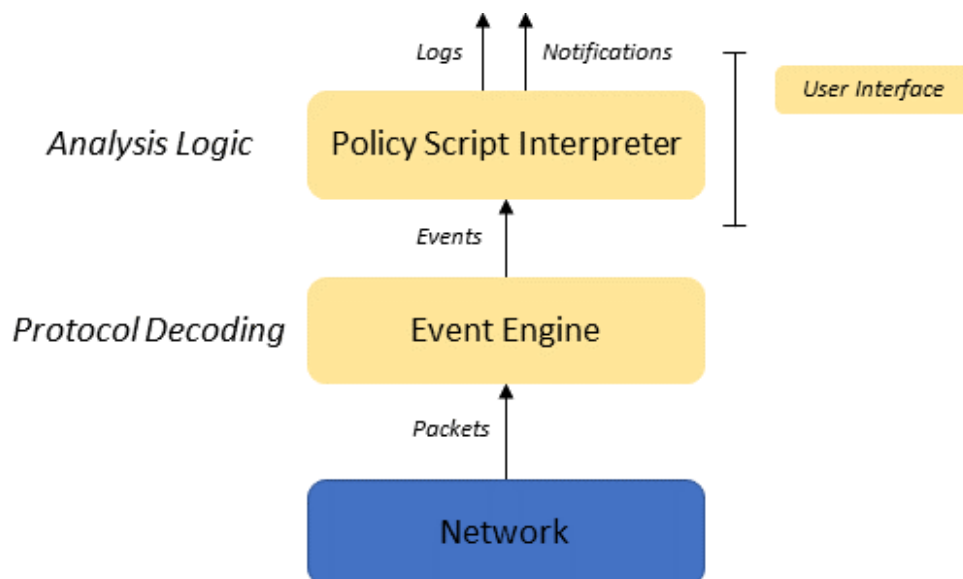 Logs
Notifications
User Interface
Analysis Logic
Policy Script Interpreter
Events
Protocol Decoding
Event Engine
Packets
Network